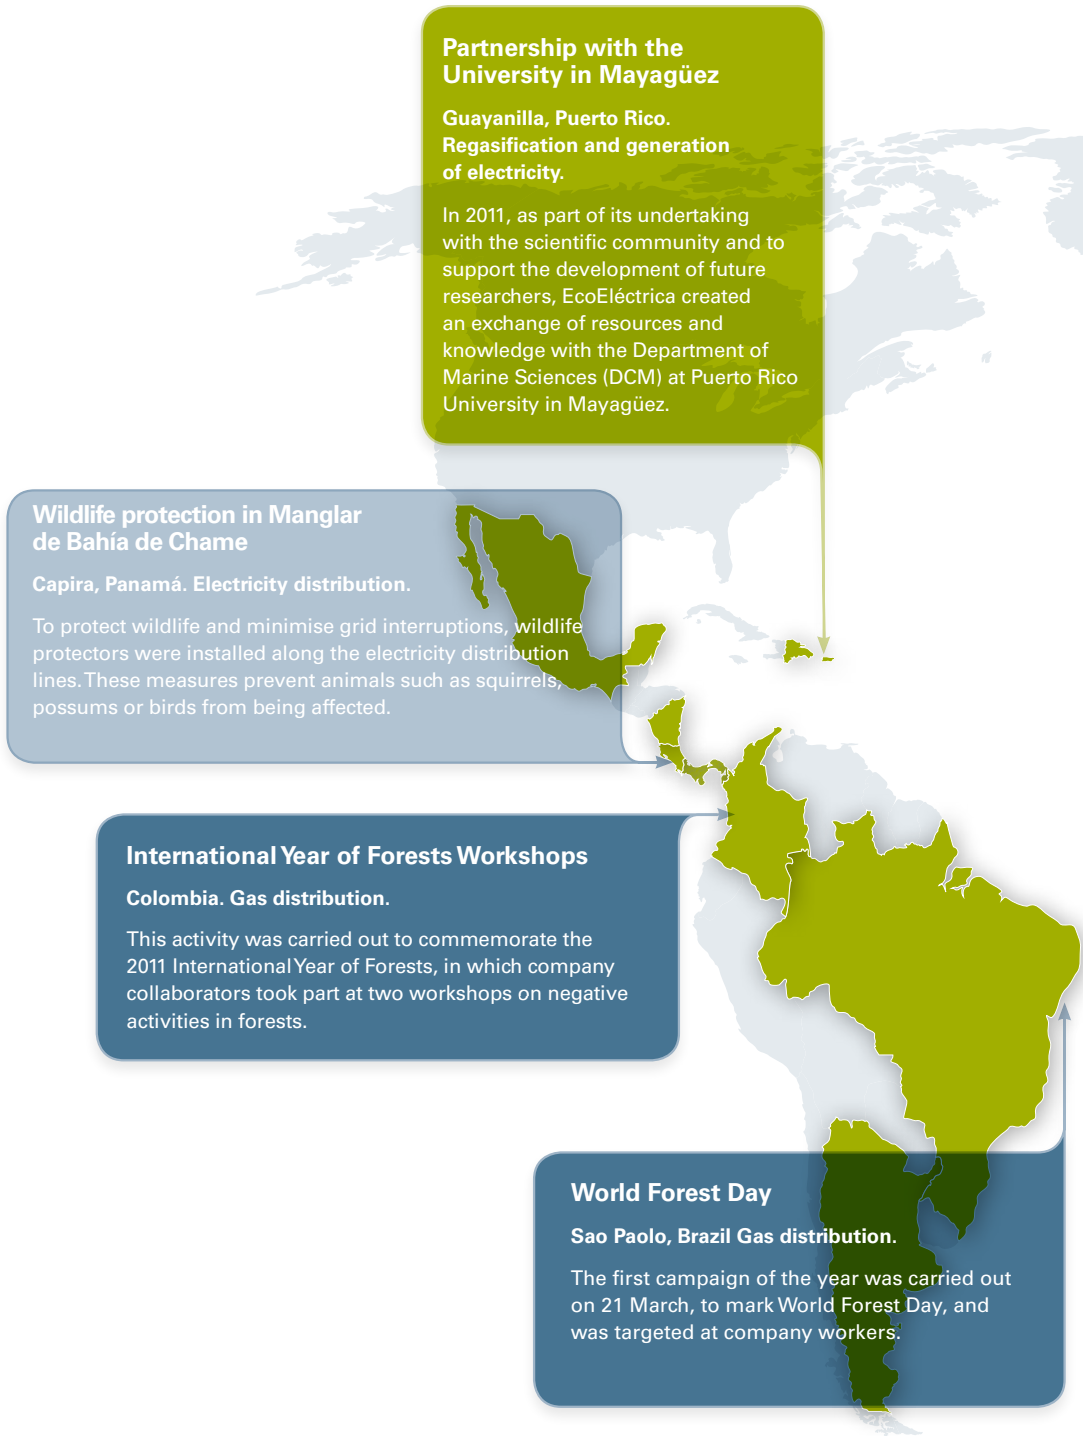 Partnership with the
University in Mayagüez
Guayanilla, Puerto Rico.
Regasification and generation
of electricity.
In 2011, as part of its undertaking
with the scientific community and to
support the development of future
researchers, EcoEléctrica created
an exchange of resources and
knowledge with the Department of
Marine Sciences (DCM) at Puerto Rico
University in Mayagüez.
Wildlife protection in Manglar
de Bahía de Chame
Capira, Panamá. Electricity distribution.
To protect wildlife and minimise grid interruptions, wildlife
protectors were installed along the electricity distribution
lines. These measures prevent animals such as squirrels,
possums or birds from being affected.
International Year of Forests Workshops
Colombia. Gas distribution.
This activity was carried out to commemorate the
2011 International Year of Forests, in which company
collaborators took part at two workshops on negative
activities in forests.
World Forest Day
Sao Paolo, Brazil Gas distribution.
The first campaign of the year was carried out
on 21 March, to mark World Forest Day, and
was targeted at company workers.